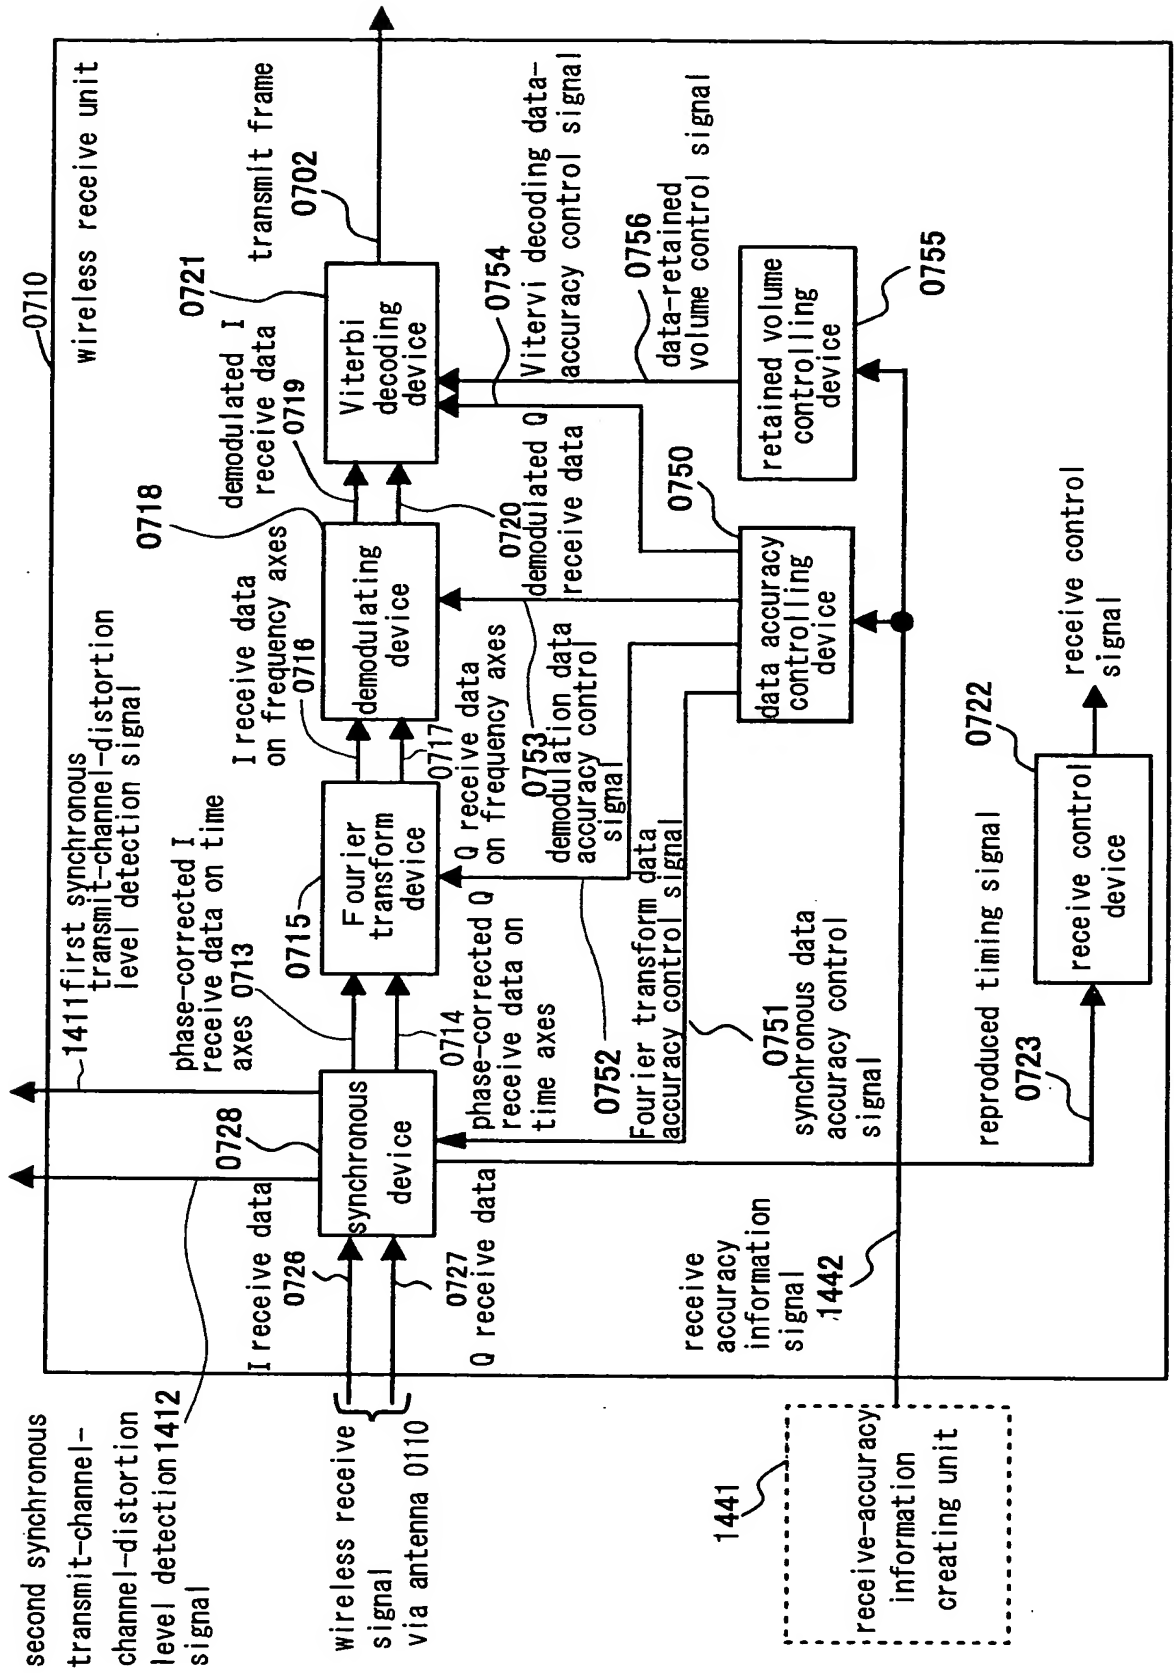 0710
wireless receive unit
second synchronous
transmit-channel-
channel-distortion
level detection 1412
signal
1411 first synchronous
transmit-channel-distortion
level detection signal
phase-corrected I
receive data on time
axes 0713
I receive data
on frequency axes
0716
demodulated I
receive data
0719
transmit frame
0702
I receive data
0726
0728
0715
0718
0721
wireless receive
signal
via antenna 0110
synchronous
device
Fourier
transform
device
demodulating
device
Viterbi
decoding
device
0727
Q receive data
0714
phase-corrected Q
receive data on
time axes
0717
Q receive data
on frequency axes
0720
demodulated Q
receive data
0754
Vitervi decoding data-
accuracy control signal
0756
data-retained
volume control signal
0753
demodulation data
accuracy control
signal
0752
Fourier transform data
accuracy control signal
0751
synchronous data
accuracy control
signal
0750
data accuracy
controlling
device
retained volume
controlling
device
0755
receive
accuracy
information
signal
1442
1441
receive-accuracy
information
creating unit
reproduced timing signal
0723
0722
receive control
device
receive control
signal